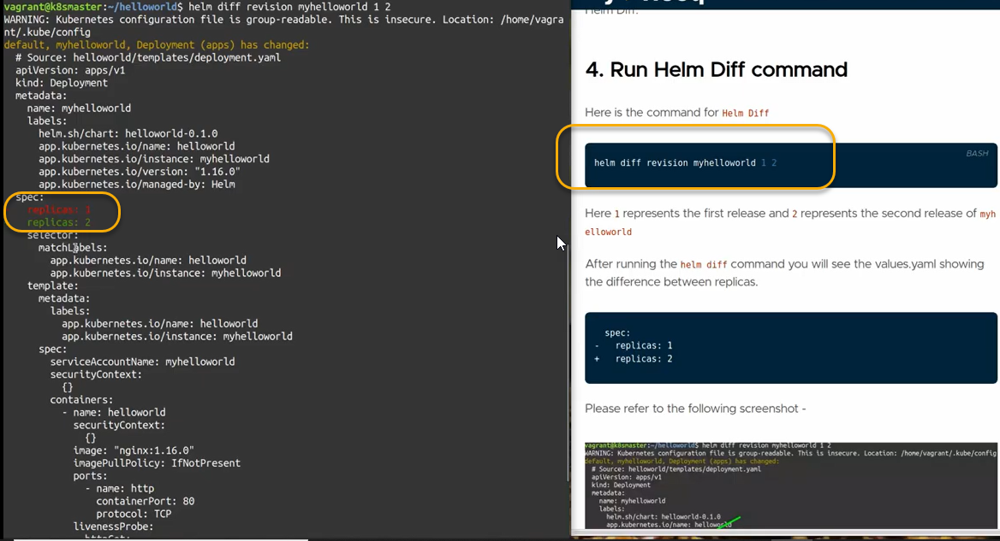 vagrant@k8smaster:~/helloworld$ helm diff revision myhelloworld 1 2
WARNING: Kubernetes configuration file is group-readable. This is insecure. Location: /home/vagra
nt/.kube/config
default, myhelloworld, Deployment (apps) has changed:
# Source: helloworld/templates/deployment.yaml
apiVersion: apps/v1
kind: Deployment
metadata:
name: myhelloworld
labels:
helm.sh/chart: helloworld-0.1.0
app.kubernetes.io/name: helloworld
app.kubernetes.io/instance: myhelloworld
app.kubernetes.io/version: "1.16.0"
app.kubernetes.io/managed-by: Helm
spec:
replicas: 1
replicas: 2
selector:
matchLabels:
app.kubernetes.io/name: helloworld
app.kubernetes.io/instance: myhelloworld
template:
metadata:
labels:
app.kubernetes.io/name: helloworld
app.kubernetes.io/instance: myhelloworld
spec:
serviceAccountName: myhelloworld
securityContext:
{}
containers:
- name: helloworld
securityContext:
{}
image: "nginx:1.16.0"
imagePullPolicy: IfNotPresent
ports:
- name: http
containerPort: 80
protocol: TCP
livenessProbe:
Helm Diff.
4. Run Helm Diff command
Here is the command for Helm Diff
BASH
helm diff revision myhelloworld 1 2
Here 1 represents the first release and 2 represents the second release of myh
elloworld
After running the helm diff command you will see the values.yaml showing
the difference between replicas.
spec:
- replicas: 1
+ replicas: 2
Please refer to the following screenshot -
vagrant@k8smaster:~/helloworld$ helm diff revision myhelloworld 1 2
WARNING: Kubernetes configuration file is group-readable. This is insecure. Location: /home/vagrant/.kube/config
default, myhelloworld, Deployment (apps) has changed:
# Source: helloworld/templates/deployment.yaml
apiVersion: apps/v1
kind: Deployment
metadata:
name: myhelloworld
labels:
helm.sh/chart: helloworld-0.1.0
app.kubernetes.io/name: helloworld